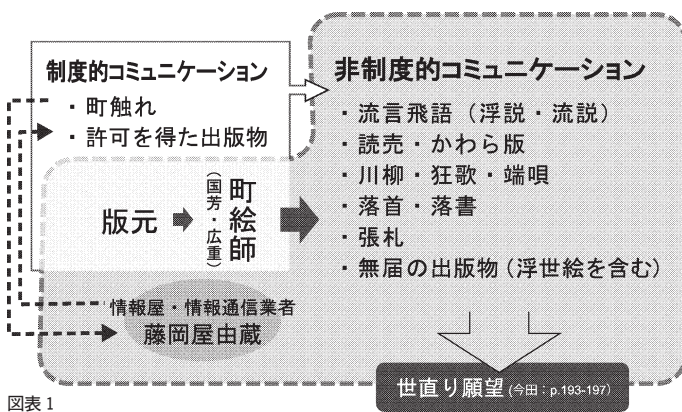 制度的コミュニケーション
・町触れ
・許可を得た出版物
版元
町絵師
(国芳・広重)
情報屋・情報通信業者
藤岡屋由蔵
非制度的コミュニケーション
・流言飛語（浮説・流説）
・読売・かわら版
・川柳・狂歌・端唄
・落首・落書
・張札
・無届の出版物（浮世絵を含む）
世直り願望(今田：p.193-197)
図表 1